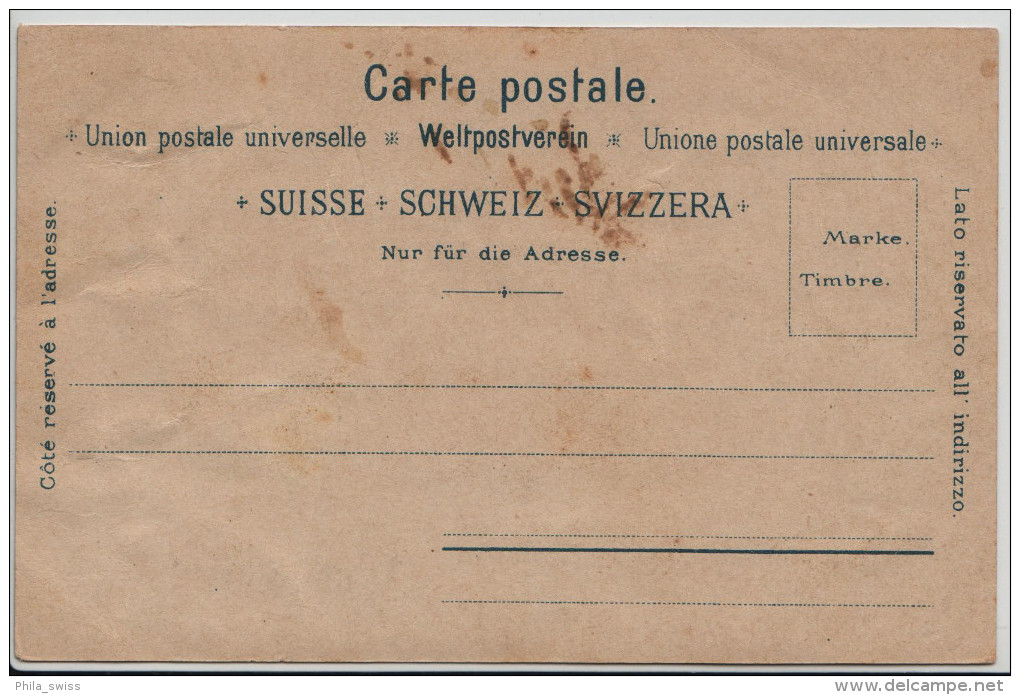 Carte postale.
Union postale universelle ※ Weltpostverein ※ Unione postale universale
SUISSE + SCHWEIZ + SVIZZERA
Nur für die Adresse.
Marke.
Timbre.
Côté réservé à l'adresse.
Lato riservato all' indirizzo.
Phila_swiss
delcampe.net